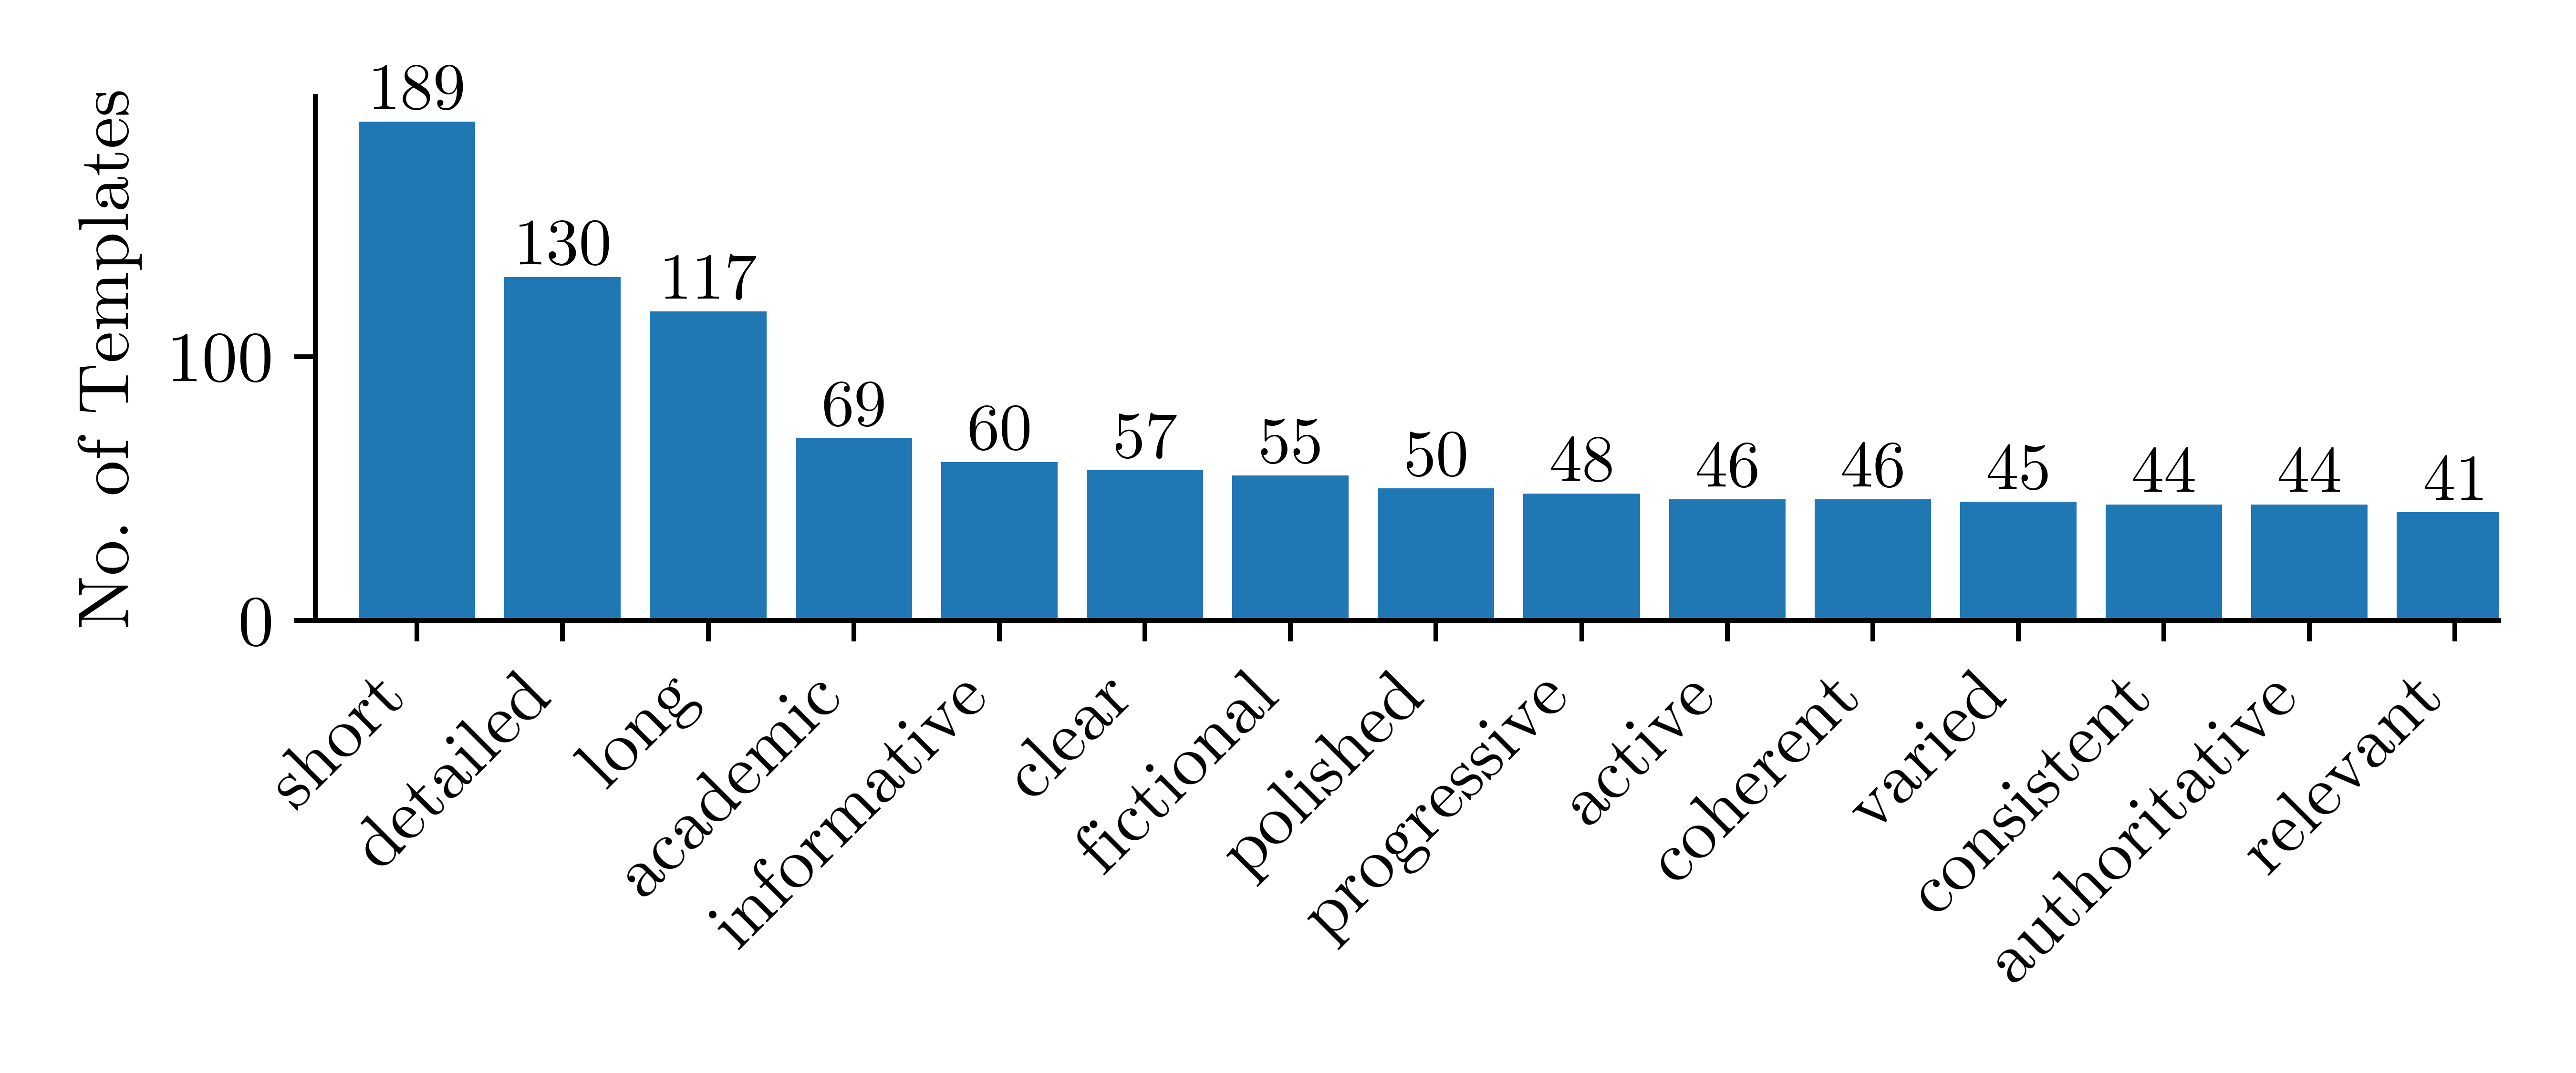 No. of Templates
100
0
189
130
117
69
60
57
55
50
48
46
46
45
44
44
41
short
detailed
long
academic
informative
clear
fictional
polished
progressive
active
coherent
varied
consistent
authoritative
relevant